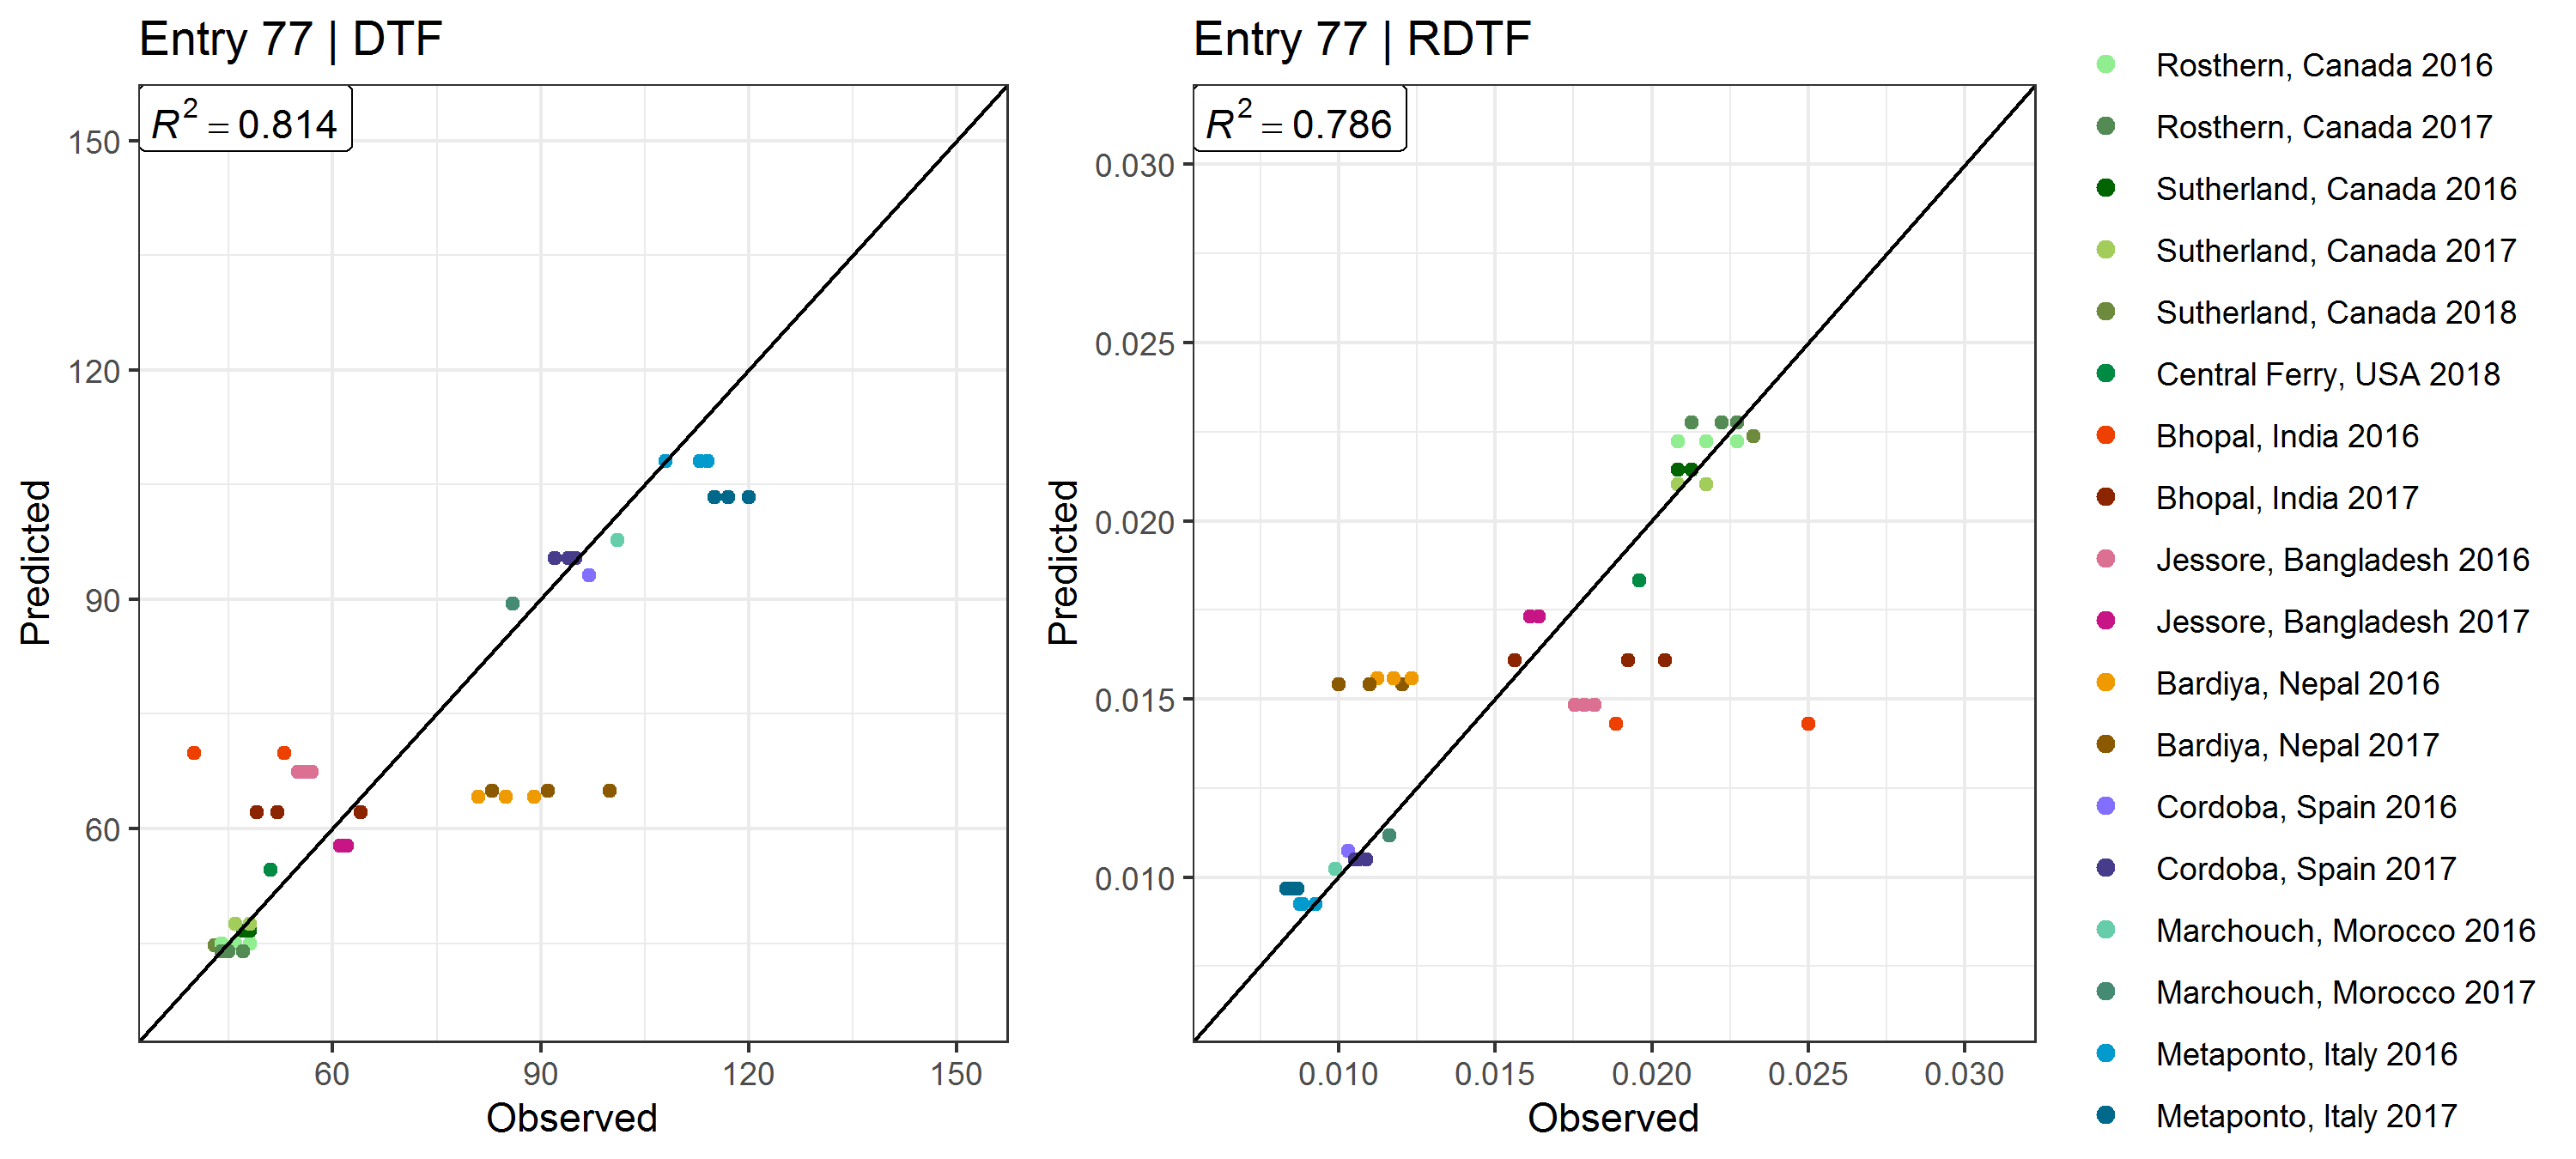 Entry 77 | DTF
R² = 0.814
150
120
90
60
Predicted
60 90 120 150
Observed
Entry 77 | RDTF
R² = 0.786
0.030
0.025
0.020
0.015
0.010
Predicted
0.010 0.015 0.020 0.025 0.030
Observed
Rosthern, Canada 2016
Rosthern, Canada 2017
Sutherland, Canada 2016
Sutherland, Canada 2017
Sutherland, Canada 2018
Central Ferry, USA 2018
Bhopal, India 2016
Bhopal, India 2017
Jessore, Bangladesh 2016
Jessore, Bangladesh 2017
Bardiya, Nepal 2016
Bardiya, Nepal 2017
Cordoba, Spain 2016
Cordoba, Spain 2017
Marchouch, Morocco 2016
Marchouch, Morocco 2017
Metaponto, Italy 2016
Metaponto, Italy 2017